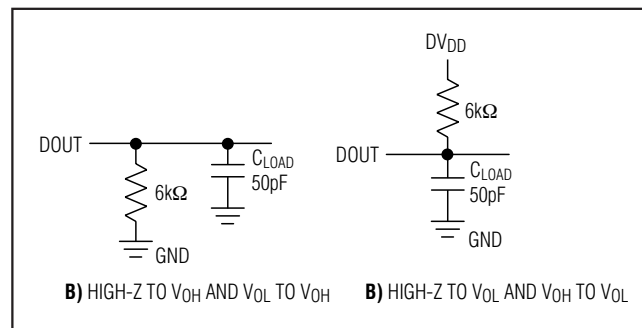 DOUT
6kΩ
GND
C_LOAD
50pF
B) HIGH-Z TO V_OH AND V_OL TO V_OH
DV_DD
6kΩ
DOUT
C_LOAD
50pF
GND
B) HIGH-Z TO V_OL AND V_OH TO V_OL